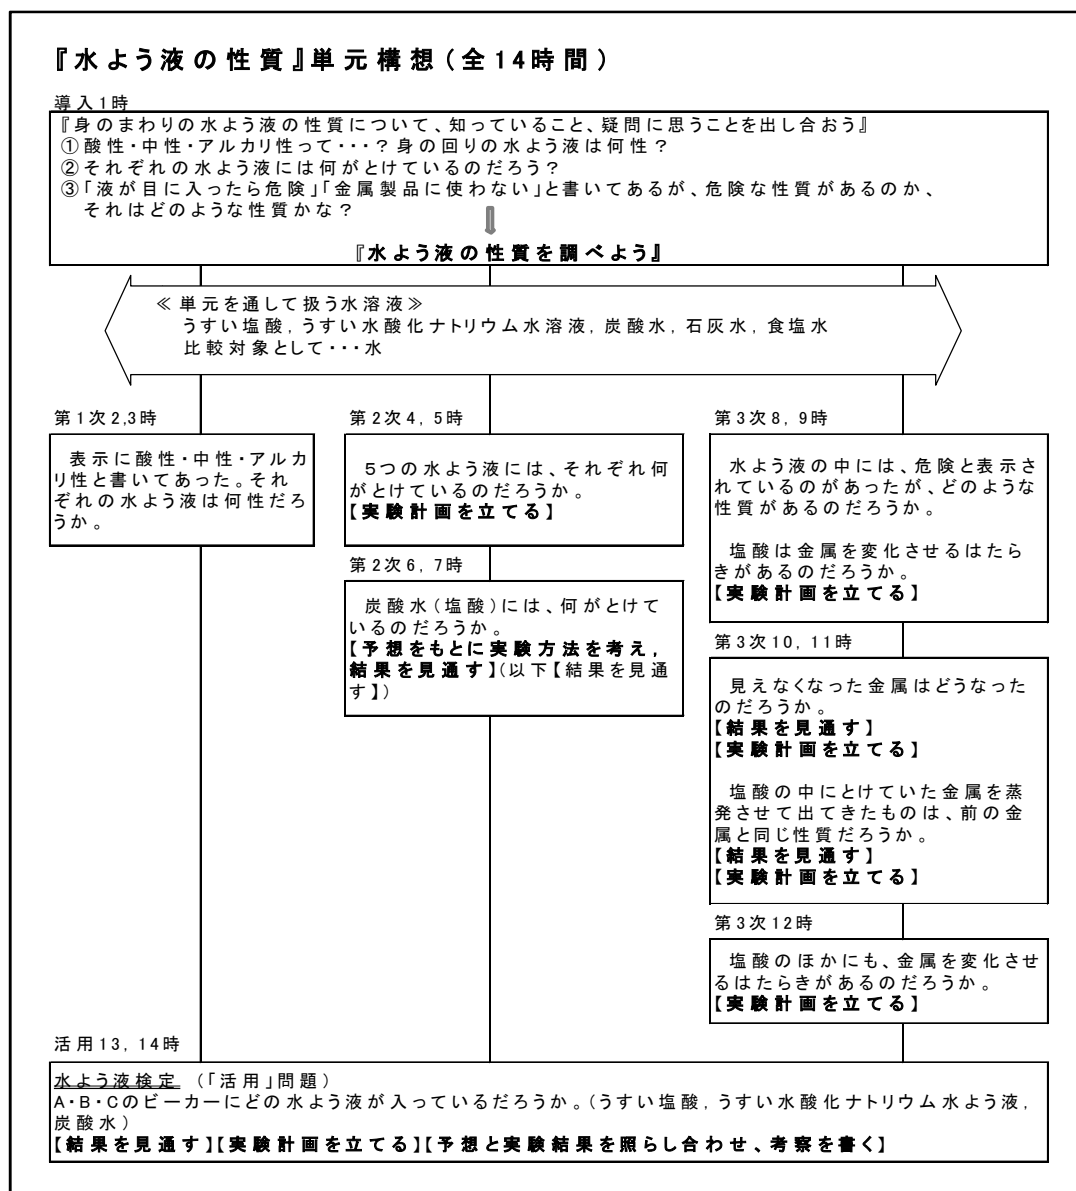 『水よう液の性質』単元構想(全14時間)
導入1時
『身のまわりの水よう液の性質について、知っていること、疑問に思うことを出し合おう』
①酸性・中性・アルカリ性って・・・?身の回りの水よう液は何性?
②それぞれの水よう液には何がとけているのだろう?
③「液が目に入ったら危険」「金属製品に使わない」と書いてあるが、危険な性質があるのか、
それはどのような性質かな?
『水よう液の性質を調べよう』
≪単元を通して扱う水溶液≫
うすい塩酸,うすい水酸化ナトリウム水溶液,炭酸水,石灰水,食塩水
比較対象として・・・水
第1次2,3時
表示に酸性・中性・アルカ
リ性と書いてあった。それ
ぞれの水よう液は何性だろ
うか。
第2次4,5時
5つの水よう液には、それぞれ何
がとけているのだろうか。
【実験計画を立てる】
第2次6,7時
炭酸水(塩酸)には、何がとけて
いるのだろうか。
【予想をもとに実験方法を考え,
結果を見通す】(以下【結果を見通
す】)
第3次8,9時
水よう液の中には、危険と表示さ
れているのがあったが、どのような
性質があるのだろうか。
塩酸は金属を変化させるはたら
きがあるのだろうか。
【実験計画を立てる】
第3次10,11時
見えなくなった金属はどうなった
のだろうか。
【結果を見通す】
【実験計画を立てる】
塩酸の中にとけていた金属を蒸
発させて出てきたものは、前の金
属と同じ性質だろうか。
【結果を見通す】
【実験計画を立てる】
第3次12時
塩酸のほかにも、金属を変化させ
るはたらきがあるのだろうか。
【実験計画を立てる】
活用13,14時
水よう液検定 (「活用」問題)
A・B・Cのビーカーにどの水よう液が入っているだろうか。(うすい塩酸,うすい水酸化ナトリウム水よう液,
炭酸水)
【結果を見通す】【実験計画を立てる】【予想と実験結果を照らし合わせ、考察を書く】